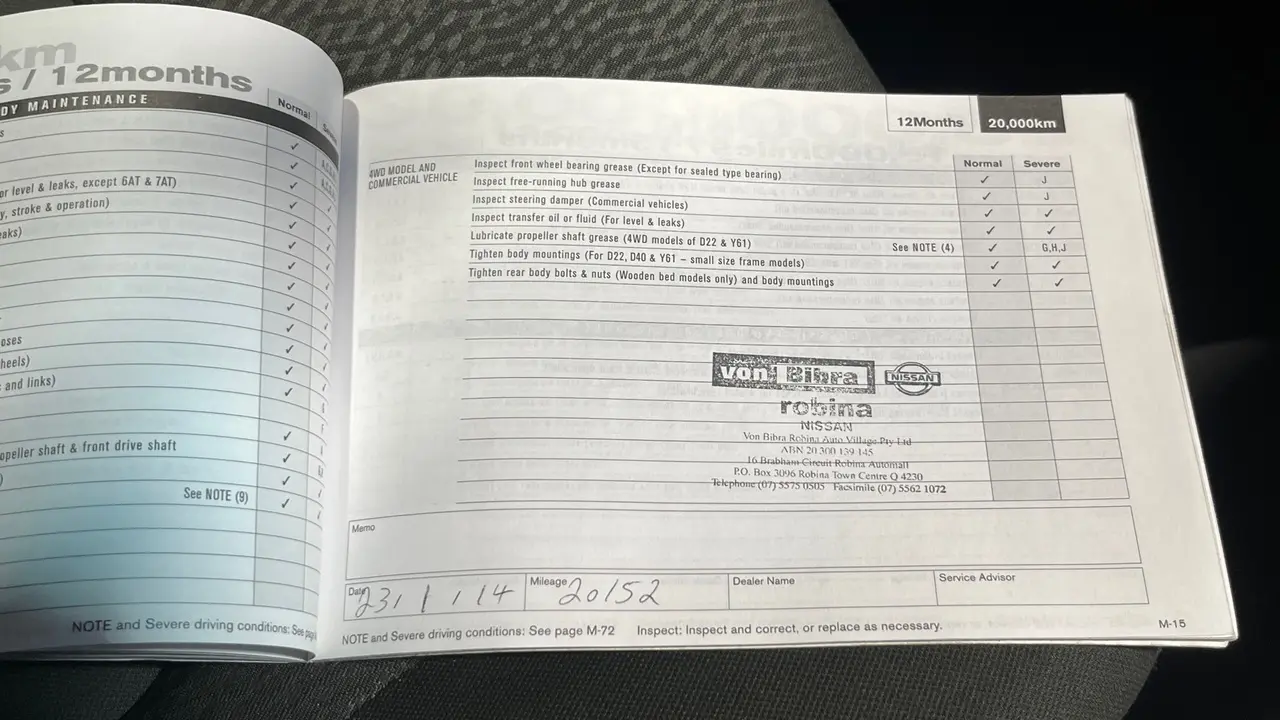 km
s / 12months
DY MAINTENANCE
Normal
s
or level & leaks, except 6AT & 7AT)
y, stroke & operation)
eaks)
oses
heels)
s and links)
opeller shaft & front drive shaft
)
See NOTE (9)
NOTE and Severe driving conditions: See
12Months 20,000km
Normal Severe
4WD MODEL AND
COMMERCIAL VEHICLE
Inspect front wheel bearing grease (Except for sealed type bearing) ✓ J
Inspect free-running hub grease ✓ J
Inspect steering damper (Commercial vehicles) ✓ ✓
Inspect transfer oil or fluid (For level & leaks) ✓ ✓
Lubricate propeller shaft grease (4WD models of D22 & Y61) See NOTE (4) ✓ G,H,J
Tighten body mountings (For D22, D40 & Y61 – small size frame models) ✓ ✓
Tighten rear body bolts & nuts (Wooden bed models only) and body mountings ✓ ✓
von Bibra NISSAN
robina
NISSAN
Von Bibra Robina Auto Village Pty Ltd
ABN 20 300 139 145
16 Brabham Circuit Robina Automall
P.O. Box 3096 Robina Town Centre Q 4230
Telephone (07) 5575 0505 Facsimile (07) 5562 1072
Memo
Date 23/1/14 Mileage 20152 Dealer Name Service Advisor
NOTE and Severe driving conditions: See page M-72 Inspect: Inspect and correct, or replace as necessary.
M-15